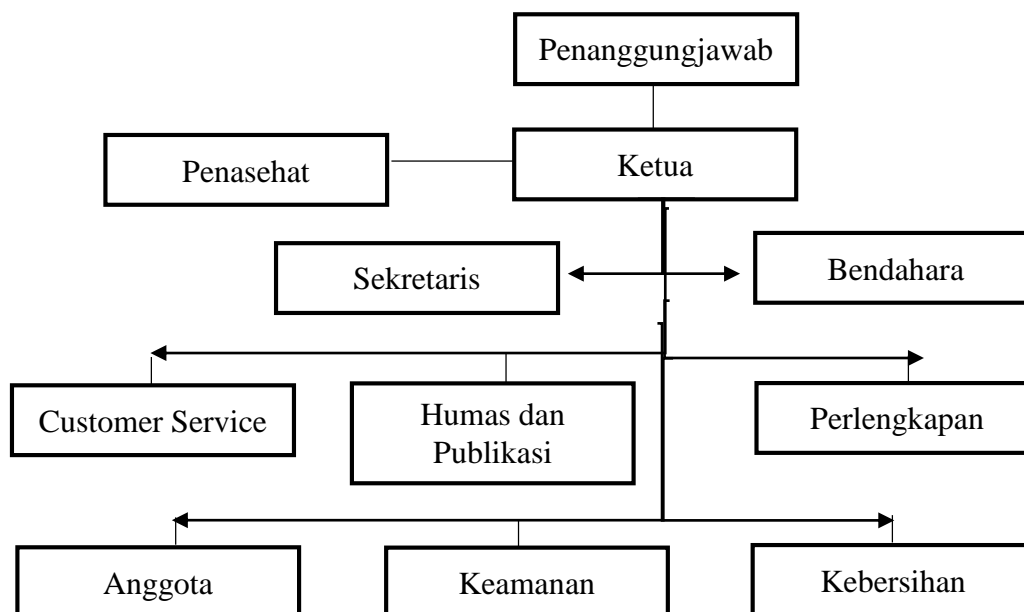 Penanggungjawab
Penasehat
Ketua
Sekretaris
Bendahara
Customer Service
Humas dan
Publikasi
Perlengkapan
Anggota
Keamanan
Kebersihan